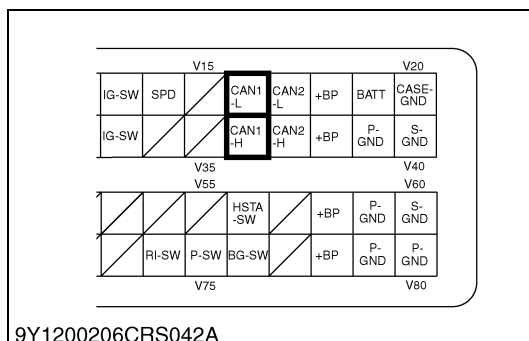 V15 V20
IG-SW SPD CAN1 -L CAN2 -L +BP BATT CASE- GND
IG-SW CAN1 -H CAN2 -H +BP P- GND S- GND
V35 V40
V55 V60
HSTA -SW +BP P- GND S- GND
RI-SW P-SW BG-SW +BP P- GND P- GND
V75 V80
9Y1200206CRS042A